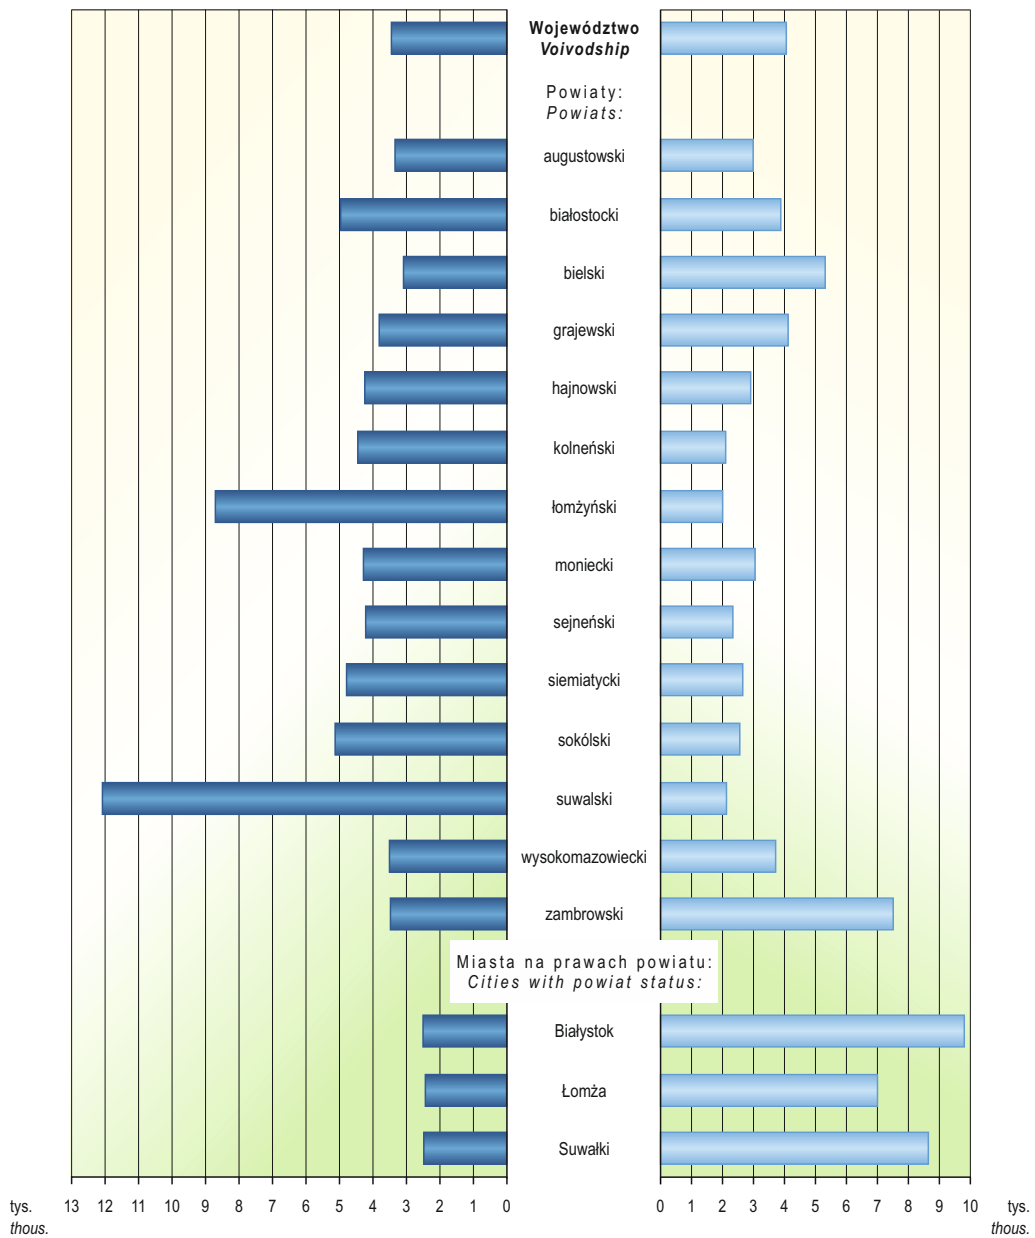 Województwo
Voivodship
Powiaty:
Powiats:
augustowski
białostocki
bielski
grajewski
hajnowski
kolneński
łomżyński
moniecki
sejneński
siemiatycki
sokólski
suwalski
wysokomazowiecki
zambrowski
Miasta na prawach powiatu:
Cities with powiat status:
Białystok
Łomża
Suwałki
tys. 13 12 11 10 9 8 7 6 5 4 3 2 1 0 0 1 2 3 4 5 6 7 8 9 10 tys.
thous. thous.